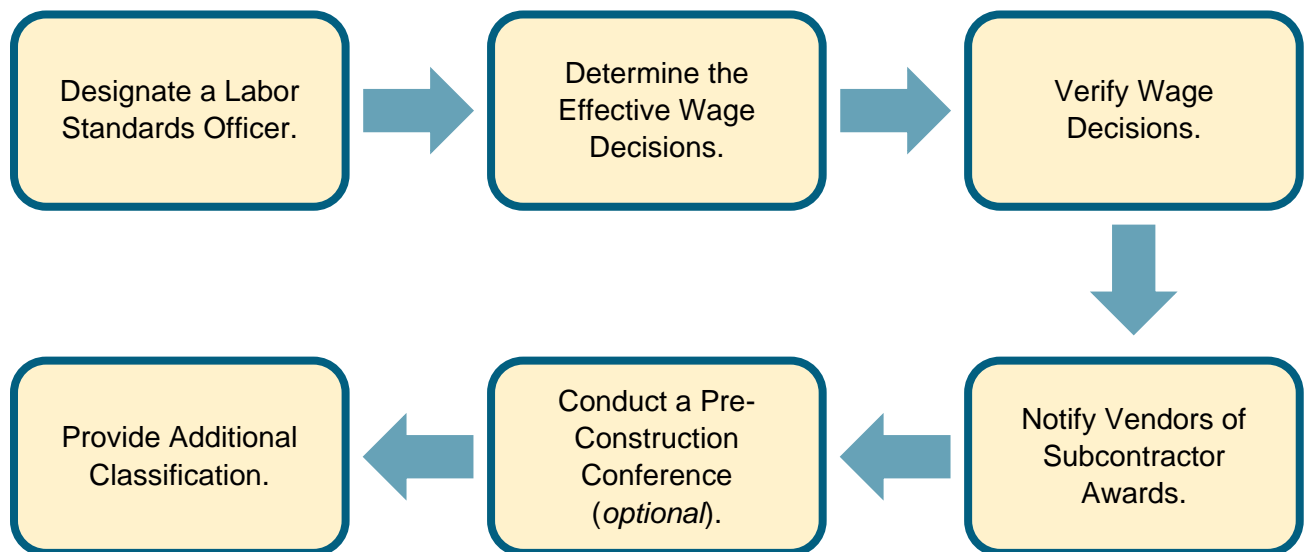 Designate a Labor
Standards Officer.
Determine the
Effective Wage
Decisions.
Verify Wage
Decisions.
Notify Vendors of
Subcontractor
Awards.
Conduct a Pre-
Construction
Conference
(optional).
Provide Additional
Classification.